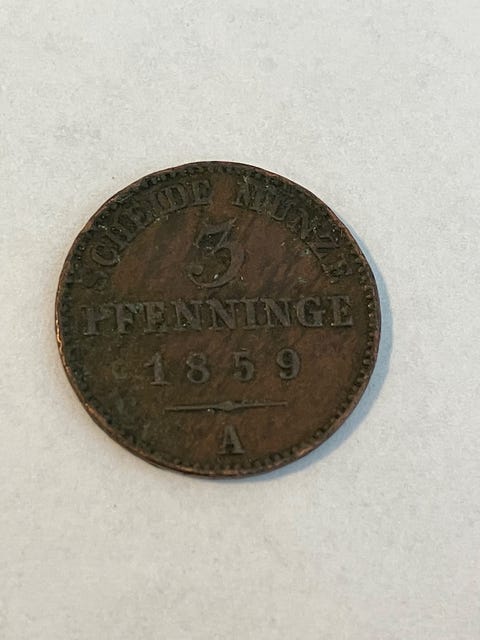 SCHEIDE MÜNZE
3
PFENNINGE
1859
A